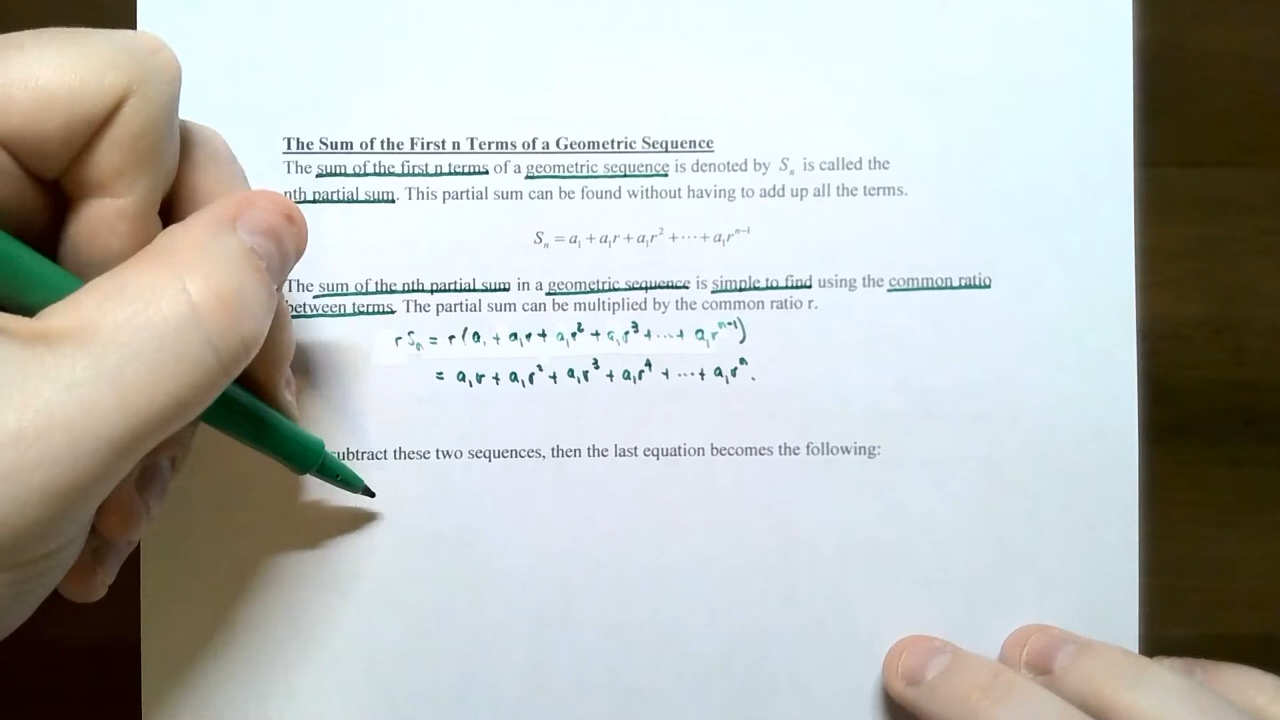 The Sum of the First n Terms of a Geometric Sequence
The sum of the first n terms of a geometric sequence is denoted by Sₙ is called the
nth partial sum. This partial sum can be found without having to add up all the terms.
Sₙ = a₁ + a₁r + a₁r² + ⋯ + a₁rⁿ⁻¹
The sum of the nth partial sum in a geometric sequence is simple to find using the common ratio
between terms. The partial sum can be multiplied by the common ratio r.
r Sₙ = r(a₁ + a₁r + a₁r² + a₁r³ + ... + a₁rⁿ⁻¹)
= a₁r + a₁r² + a₁r³ + a₁r⁴ + ... + a₁rⁿ.
ubtract these two sequences, then the last equation becomes the following: